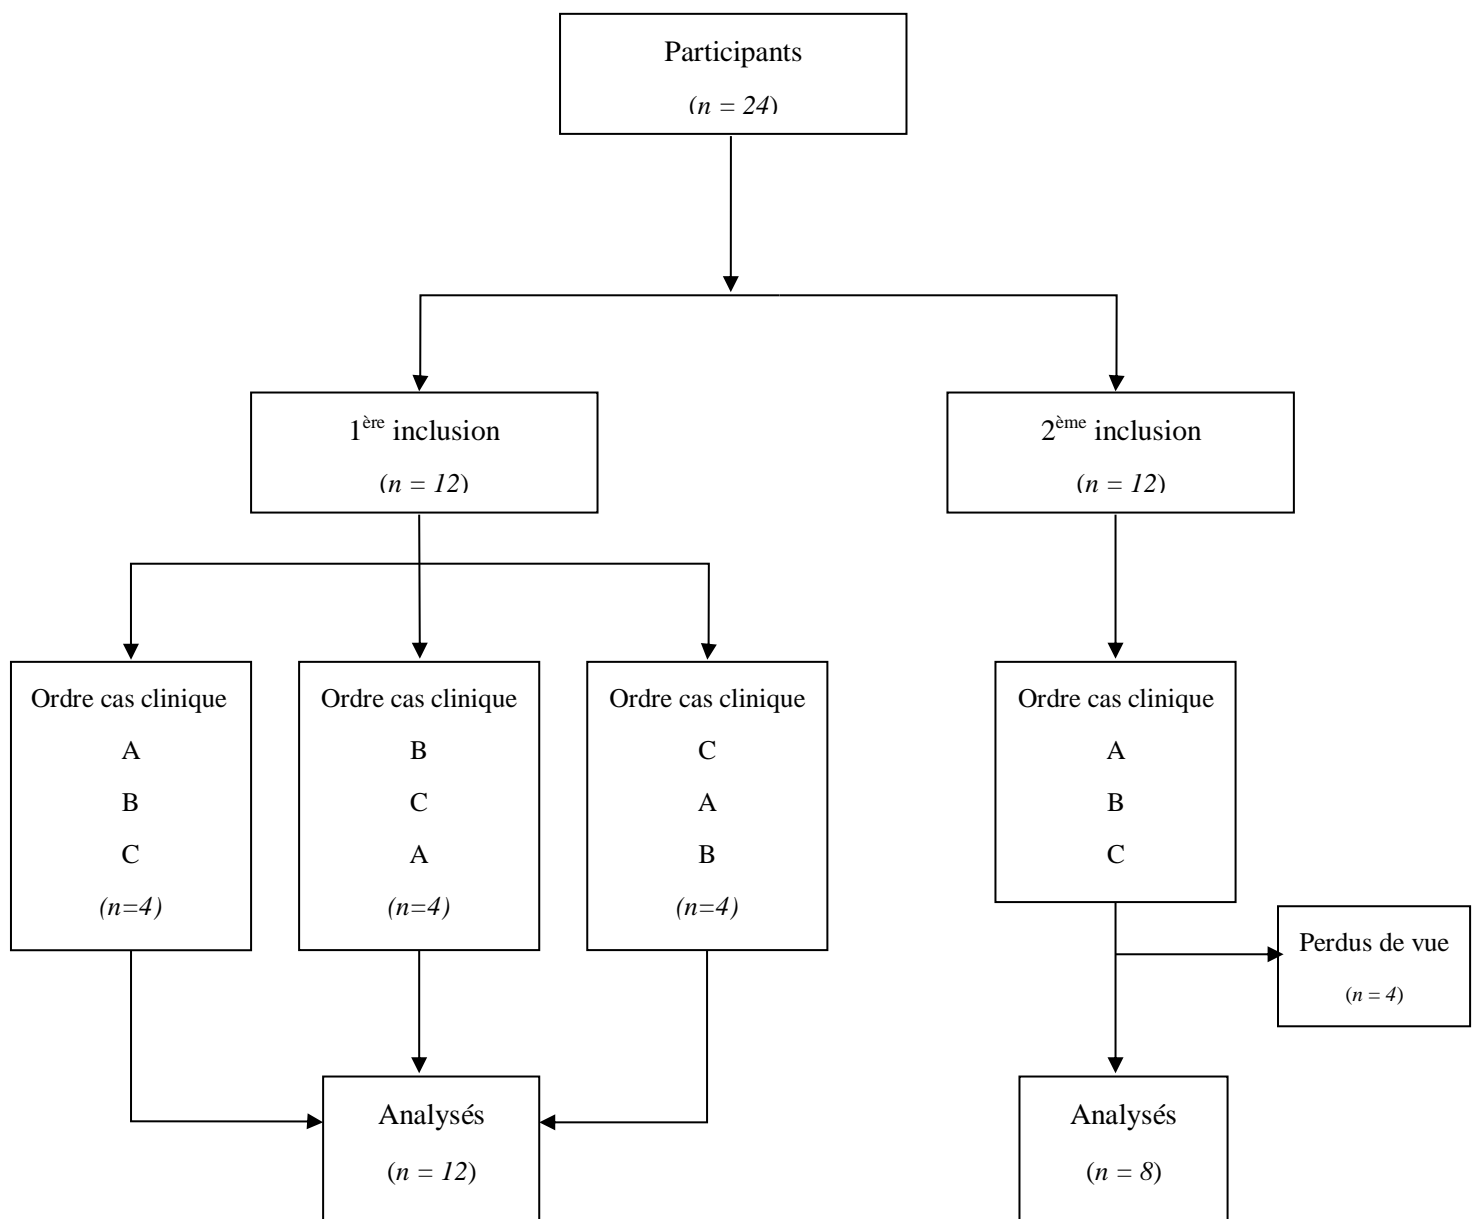 Participants
(n = 24)
1ère inclusion
(n = 12)
2ème inclusion
(n = 12)
Ordre cas clinique
A
B
C
(n=4)
Ordre cas clinique
B
C
A
(n=4)
Ordre cas clinique
C
A
B
(n=4)
Ordre cas clinique
A
B
C
Perdus de vue
(n = 4)
Analysés
(n = 12)
Analysés
(n = 8)